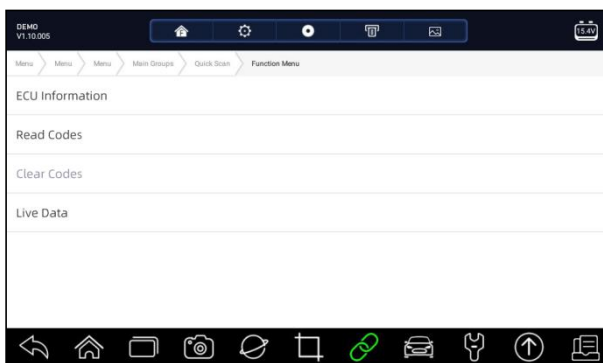 DEMO
V1.10.005
15.4V
Menu Menu Menu Main Groups Quick Scan Function Menu
ECU Information
Read Codes
Clear Codes
Live Data